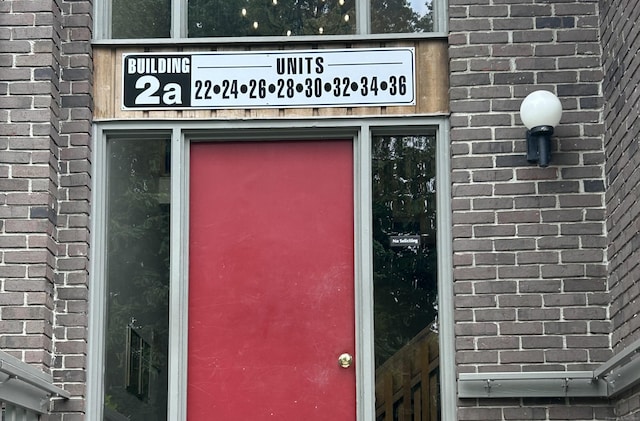 BUILDING
2a
UNITS
22•24•26•28•30•32•34•36
No Soliciting